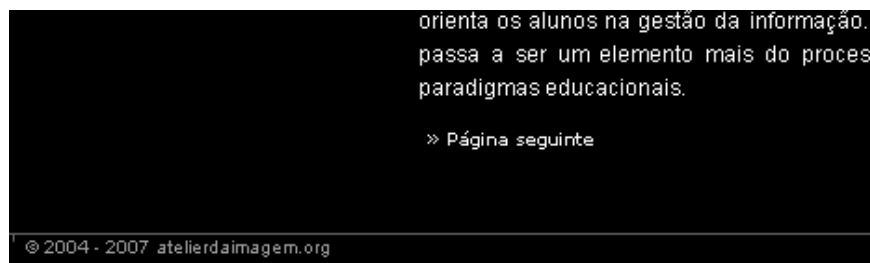 orienta os alunos na gestão da informação.
passa a ser um elemento mais do proces
paradigmas educacionais.
» Página seguinte
© 2004 - 2007 atelierdaimagem.org